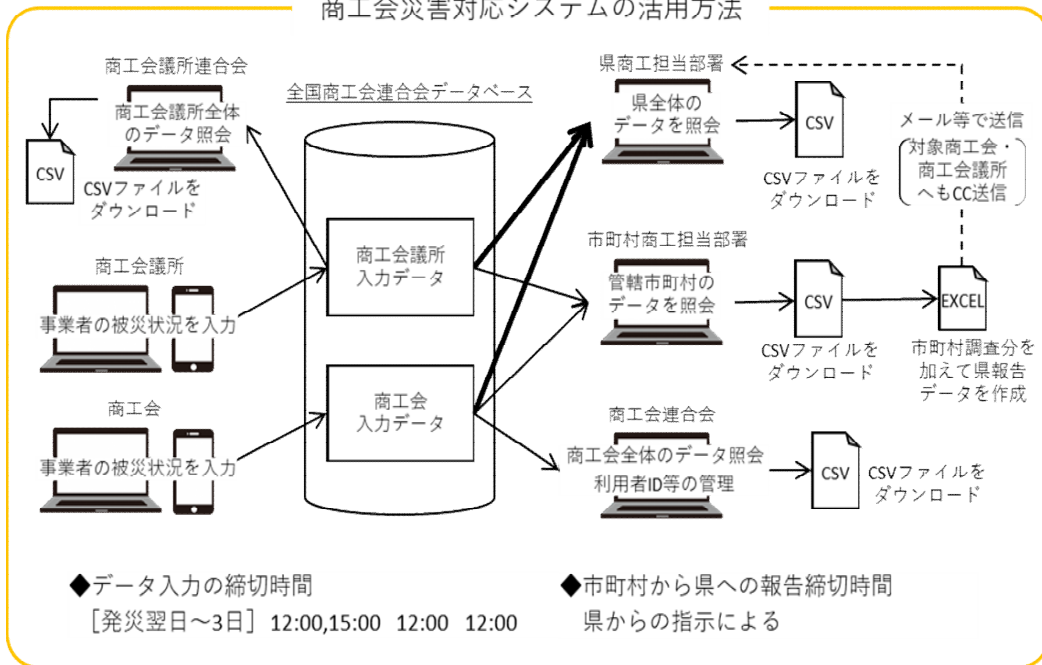 商工会災害対応システムの活用方法
商工会議所連合会
商工会議所全体
のデータ照会
CSV
CSVファイルを
ダウンロード
商工会議所
事業者の被災状況を入力
商工会
事業者の被災状況を入力
全国商工会連合会データベース
商工会議所
入力データ
商工会
入力データ
県商工担当部署
県全体の
データを照会
CSV
CSVファイルを
ダウンロード
メール等で送信
対象商工会・
商工会議所
へもCC送信
市町村商工担当部署
管轄市町村の
データを照会
CSV
CSVファイルを
ダウンロード
EXCEL
市町村調査分を
加えて県報告
データを作成
商工会連合会
商工会全体のデータ照会
利用者ID等の管理
CSV
CSVファイルを
ダウンロード
◆データ入力の締切時間
［発災翌日～3日］ 12:00,15:00 12:00 12:00
◆市町村から県への報告締切時間
県からの指示による